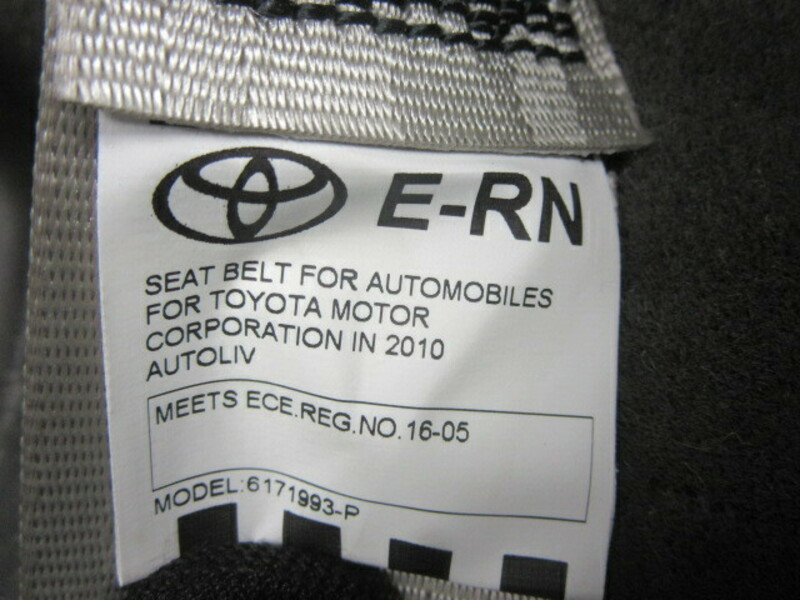 E-RN
SEAT BELT FOR AUTOMOBILES
FOR TOYOTA MOTOR
CORPORATION IN 2010
AUTOLIV
MEETS ECE.REG.NO.16-05
MODEL:6171993-P